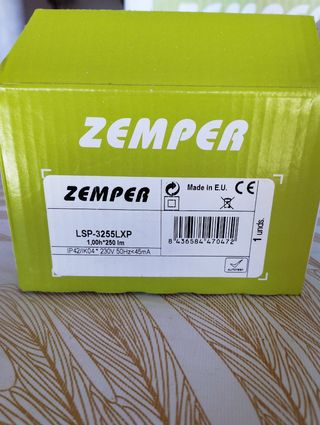 ZEMPER
ZEMPER
Made in E.U.
CE
LSP-3255LXP
1,00h*250 lm
8 436584 470472
1 unds.
IP42/IK04 * 230V 50Hz<45mA
AUTOTEST